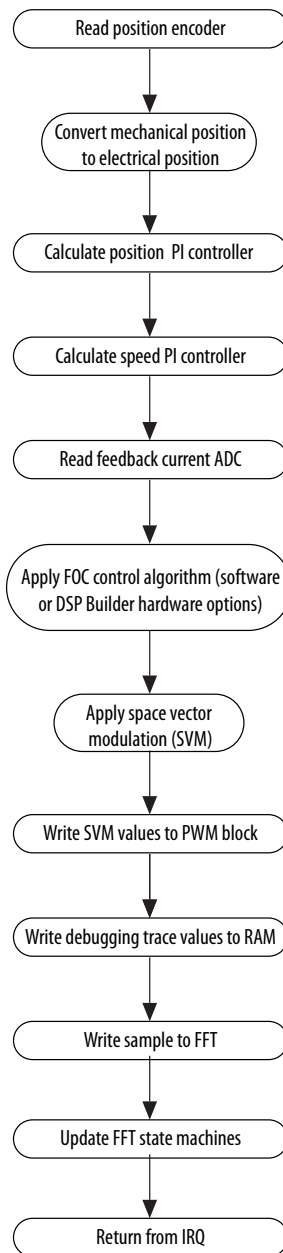 Read position encoder
Convert mechanical position
to electrical position
Calculate position PI controller
Calculate speed PI controller
Read feedback current ADC
Apply FOC control algorithm (software
or DSP Builder hardware options)
Apply space vector
modulation (SVM)
Write SVM values to PWM block
Write debugging trace values to RAM
Write sample to FFT
Update FFT state machines
Return from IRQ